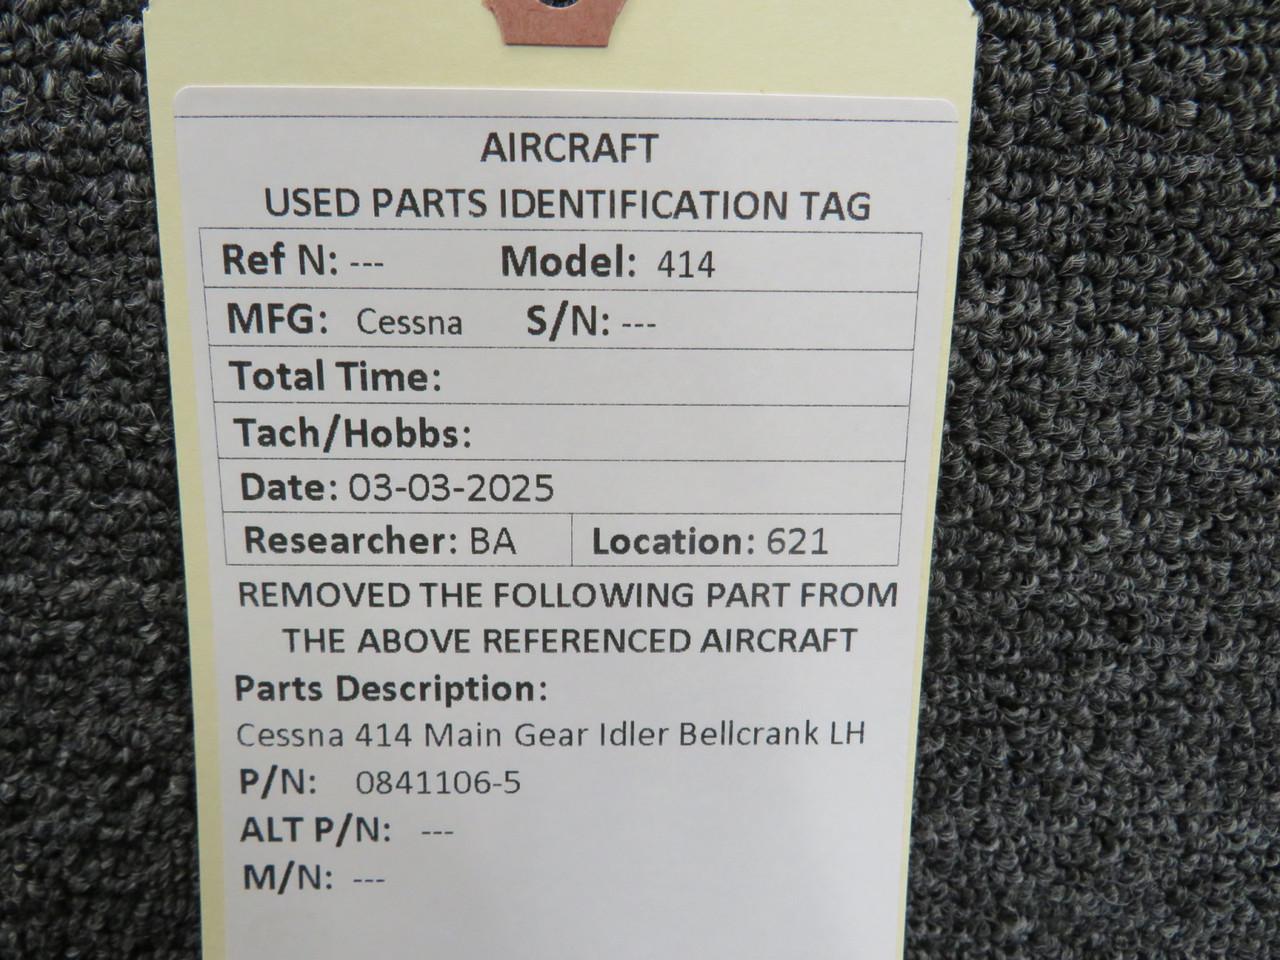 AIRCRAFT
USED PARTS IDENTIFICATION TAG
Ref N: --- Model: 414
MFG: Cessna S/N: ---
Total Time:
Tach/Hobbs:
Date: 03-03-2025
Researcher: BA Location: 621
REMOVED THE FOLLOWING PART FROM
THE ABOVE REFERENCED AIRCRAFT
Parts Description:
Cessna 414 Main Gear Idler Bellcrank LH
P/N: 0841106-5
ALT P/N: ---
M/N: ---